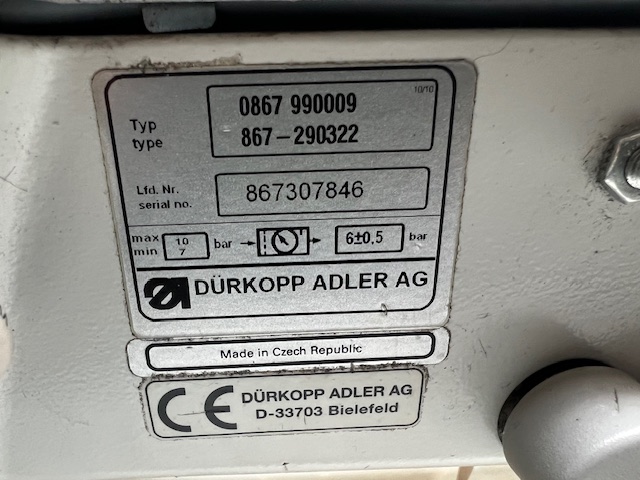 10/10
Typ
type
0867 990009
867-290322
Lfd. Nr.
serial no.
867307846
max
min
10
7
bar
6±0.5
bar
DÜRKOPP ADLER AG
Made in Czech Republic
CE
DÜRKOPP ADLER AG
D-33703 Bielefeld